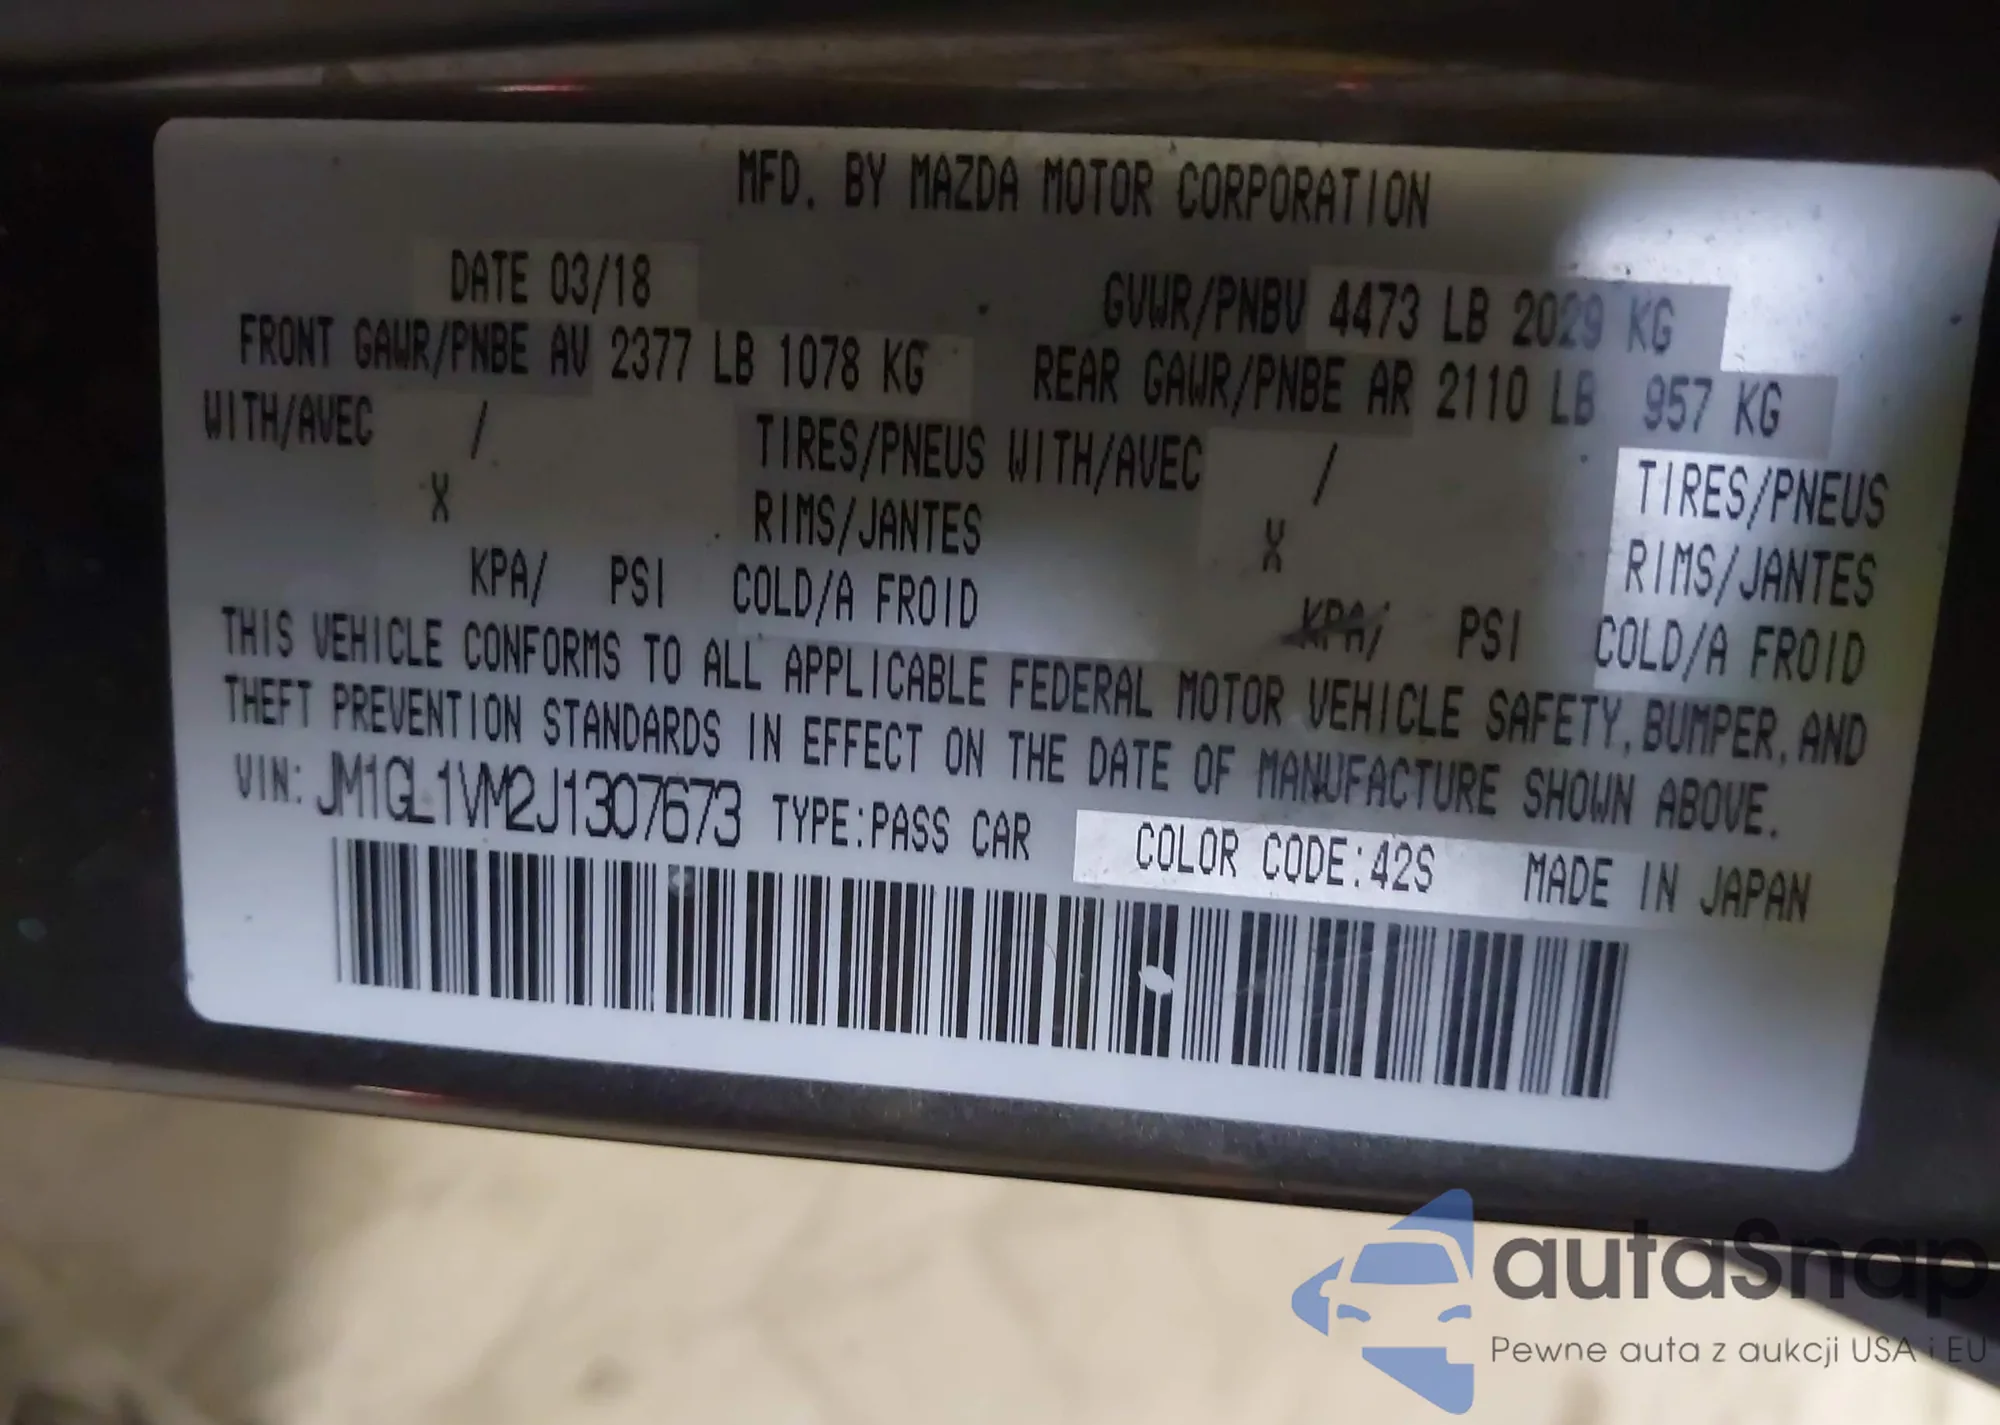 MFD. BY MAZDA MOTOR CORPORATION
DATE 03/18 GVWR/PNBV 4473 LB 2029 KG
FRONT GAWR/PNBE AV 2377 LB 1078 KG REAR GAWR/PNBE AR 2110 LB 957 KG
WITH/AVEC / TIRES/PNEUS WITH/AVEC / TIRES/PNEUS
X RIMS/JANTES X RIMS/JANTES
KPA/ PSI COLD/A FROID KPA/ PSI COLD/A FROID
THIS VEHICLE CONFORMS TO ALL APPLICABLE FEDERAL MOTOR VEHICLE SAFETY, BUMPER, AND
THEFT PREVENTION STANDARDS IN EFFECT ON THE DATE OF MANUFACTURE SHOWN ABOVE.
VIN: JM1GL1VM2J1307673 TYPE:PASS CAR COLOR CODE:42S MADE IN JAPAN
autaSnap
Pewne auta z aukcji USA i EU